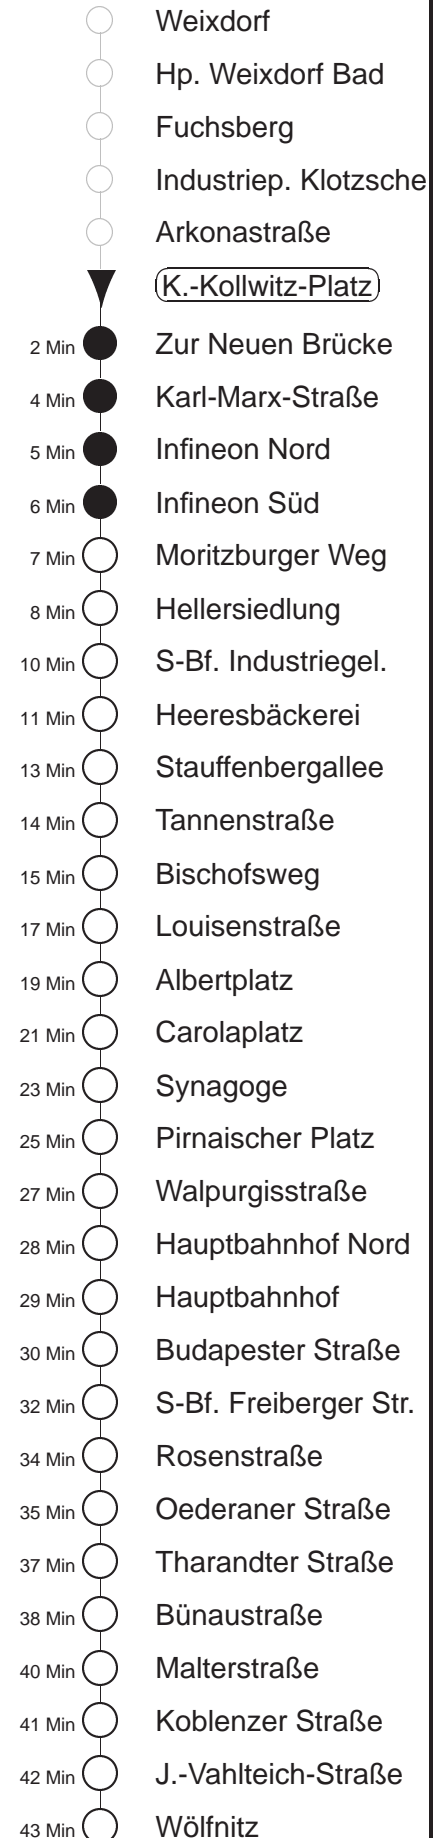 Weixdorf
Hp. Weixdorf Bad
Fuchsberg
Industriep. Klotzsche
Arkonastraße
K.-Kollwitz-Platz
2 Min Zur Neuen Brücke
4 Min Karl-Marx-Straße
5 Min Infineon Nord
6 Min Infineon Süd
7 Min Moritzburger Weg
8 Min Hellersiedlung
10 Min S-Bf. Industriegel.
11 Min Heeresbäckerei
13 Min Stauffenbergallee
14 Min Tannenstraße
15 Min Bischofsweg
17 Min Louisenstraße
19 Min Albertplatz
21 Min Carolaplatz
23 Min Synagoge
25 Min Pirnaischer Platz
27 Min Walpurgisstraße
28 Min Hauptbahnhof Nord
29 Min Hauptbahnhof
30 Min Budapester Straße
32 Min S-Bf. Freiberger Str.
34 Min Rosenstraße
35 Min Oederaner Straße
37 Min Tharandter Straße
38 Min Bünaustraße
40 Min Malterstraße
41 Min Koblenzer Straße
42 Min J.-Vahlteich-Straße
43 Min Wölfnitz